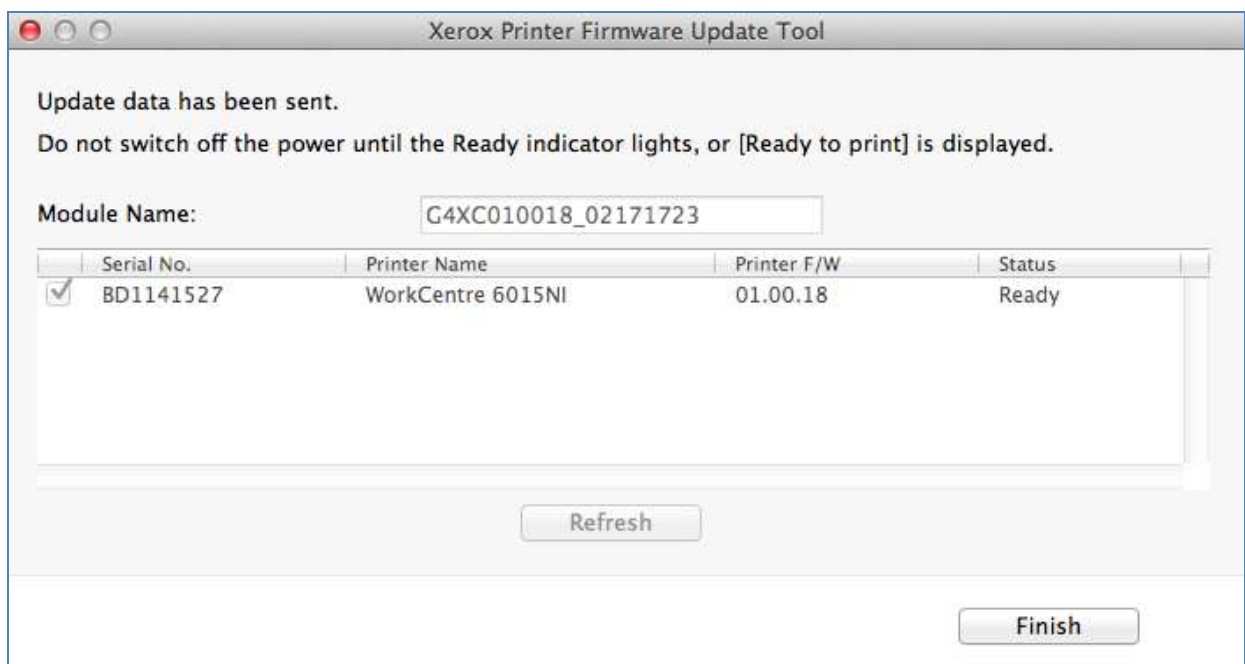 Xerox Printer Firmware Update Tool
Update data has been sent.
Do not switch off the power until the Ready indicator lights, or [Ready to print] is displayed.
Module Name: G4XC010018_02171723
Serial No. Printer Name Printer F/W Status
BD1141527 WorkCentre 6015NI 01.00.18 Ready
Refresh
Finish